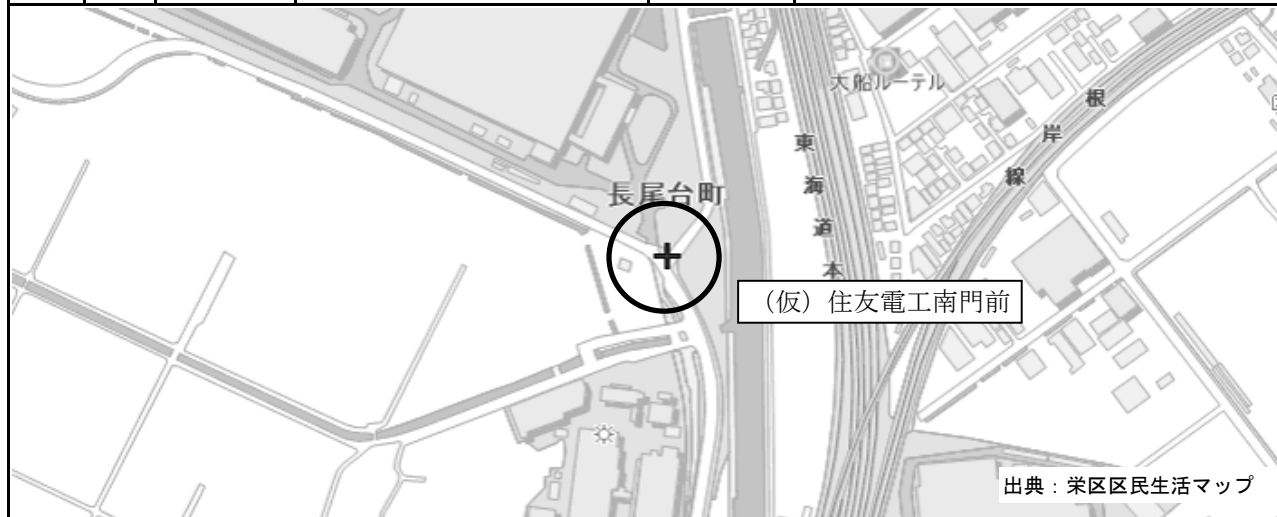 大船ルーテル
根岸線
東海道本
長尾台町
（仮）住友電工南門前
出典：栄区区民生活マップ